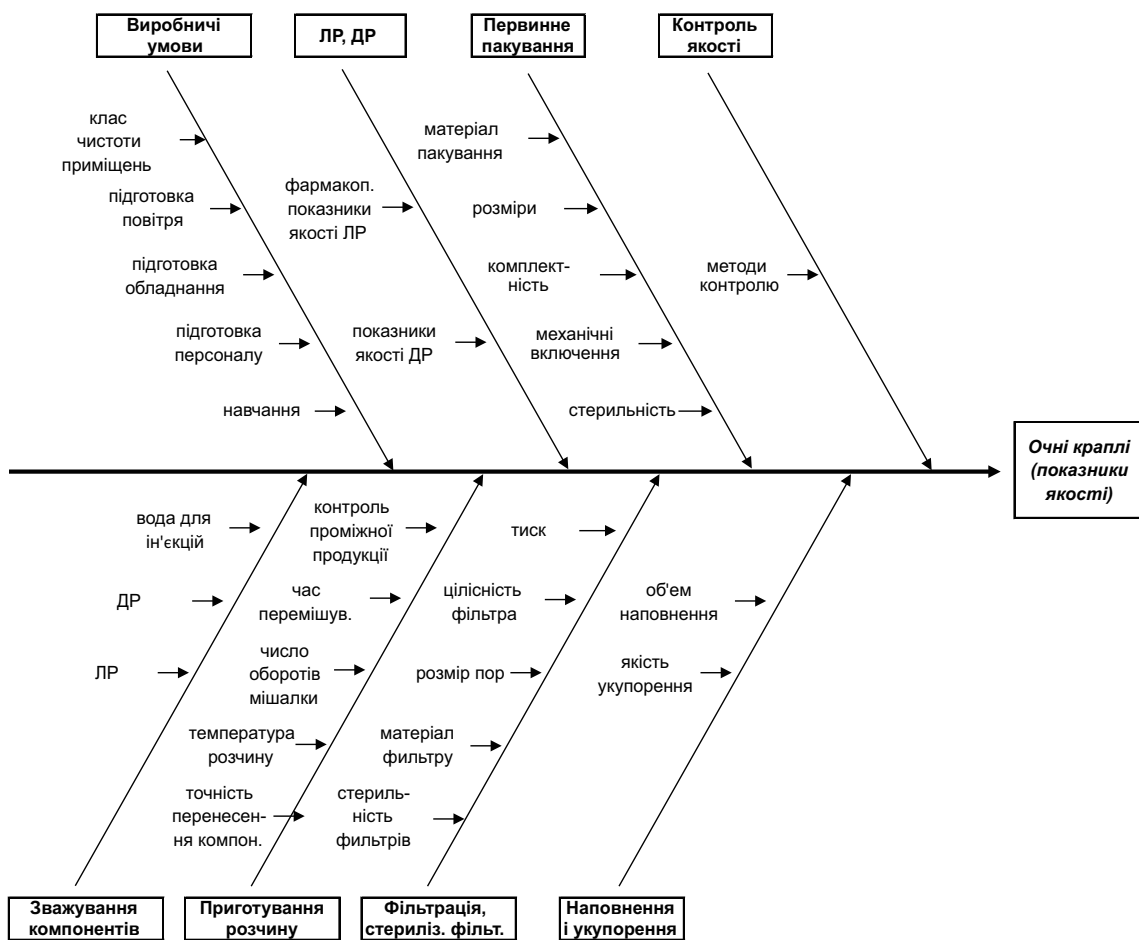 Виробничі
умови
ЛР, ДР
Первинне
пакування
Контроль
якості
клас
чистоти
приміщень
підготовка
повітря
підготовка
обладнання
підготовка
персоналу
навчання
фармакоп.
показники
якості ЛР
показники
якості ДР
матеріал
пакування
розміри
комплект-
ність
механічні
включення
стерильність
методи
контролю
Очні краплі
(показники
якості)
вода для
ін'єкцій
ДР
ЛР
контроль
проміжної
продукції
час
перемішув.
число
оборотів
мішалки
температура
розчину
точність
перенесен-
ня компон.
тиск
цілісність
фільтра
розмір пор
матеріал
фильтру
стериль-
ність
фильтрів
об'ем
наповнення
якість
укупорення
Зважування
компонентів
Приготування
розчину
Фільтрація,
стериліз. фільт.
Наповнення
і укупорення